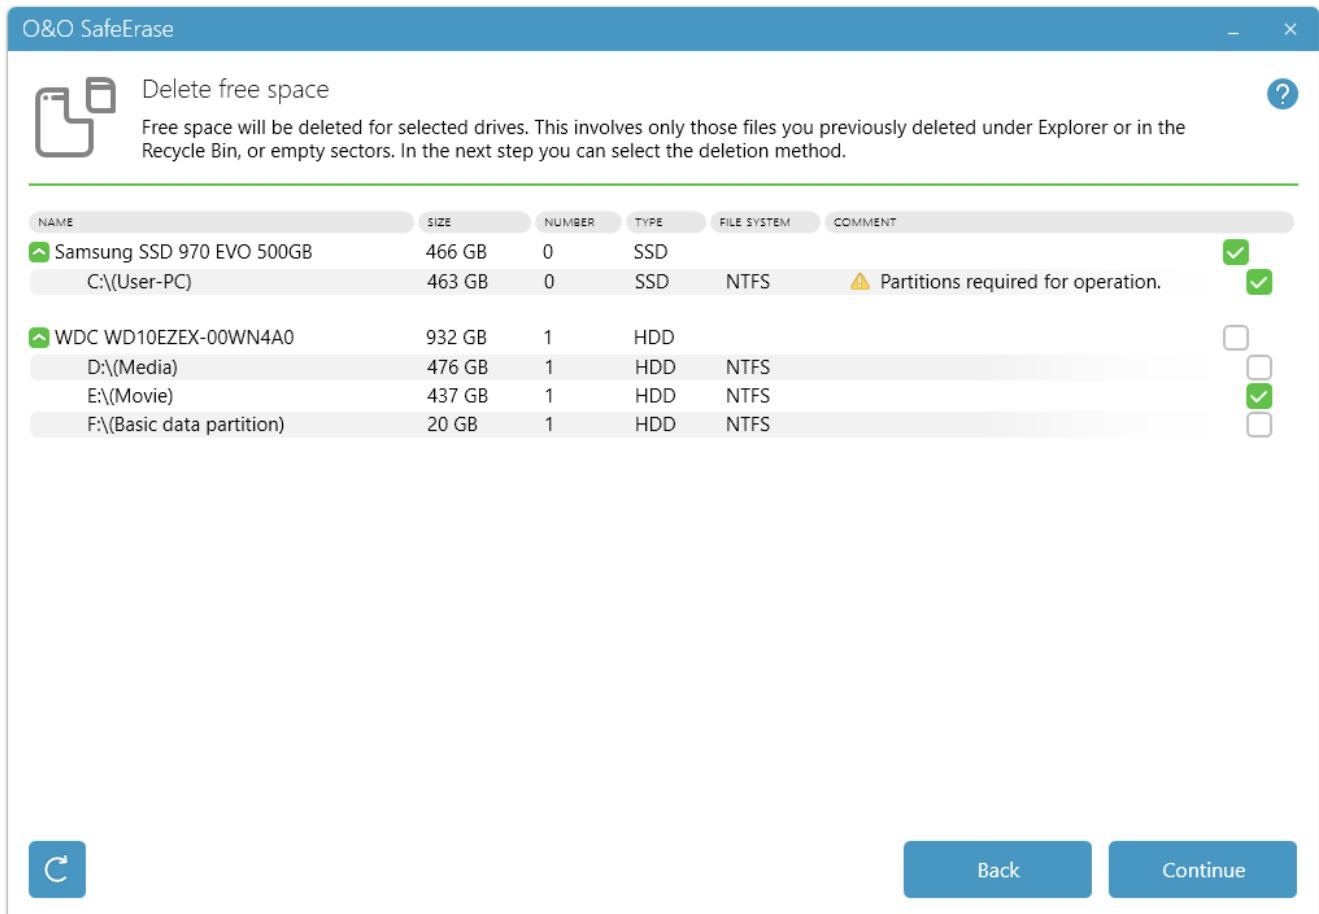 O&O SafeErase
Delete free space
Free space will be deleted for selected drives. This involves only those files you previously deleted under Explorer or in the
Recycle Bin, or empty sectors. In the next step you can select the deletion method.
NAME SIZE NUMBER TYPE FILE SYSTEM COMMENT
Samsung SSD 970 EVO 500GB 466 GB 0 SSD
C:\(User-PC) 463 GB 0 SSD NTFS Partitions required for operation.
WDC WD10EZEX-00WN4A0 932 GB 1 HDD
D:\(Media) 476 GB 1 HDD NTFS
E:\(Movie) 437 GB 1 HDD NTFS
F:\(Basic data partition) 20 GB 1 HDD NTFS
Back Continue